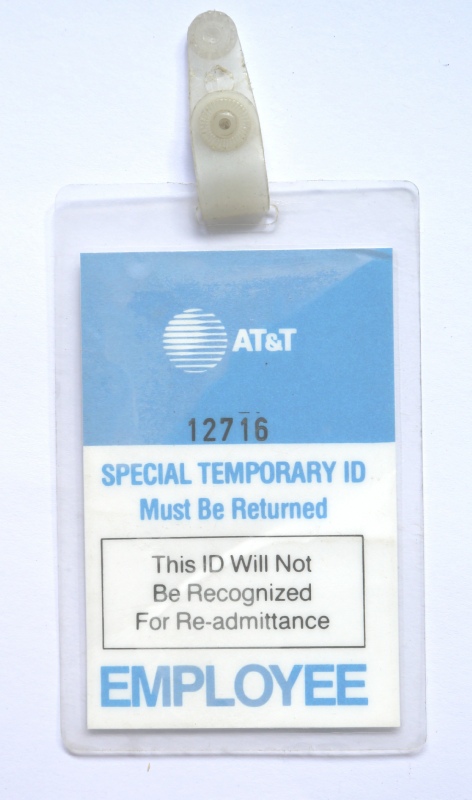 AT&T
12716
SPECIAL TEMPORARY ID
Must Be Returned
This ID Will Not
Be Recognized
For Re-admittance
EMPLOYEE